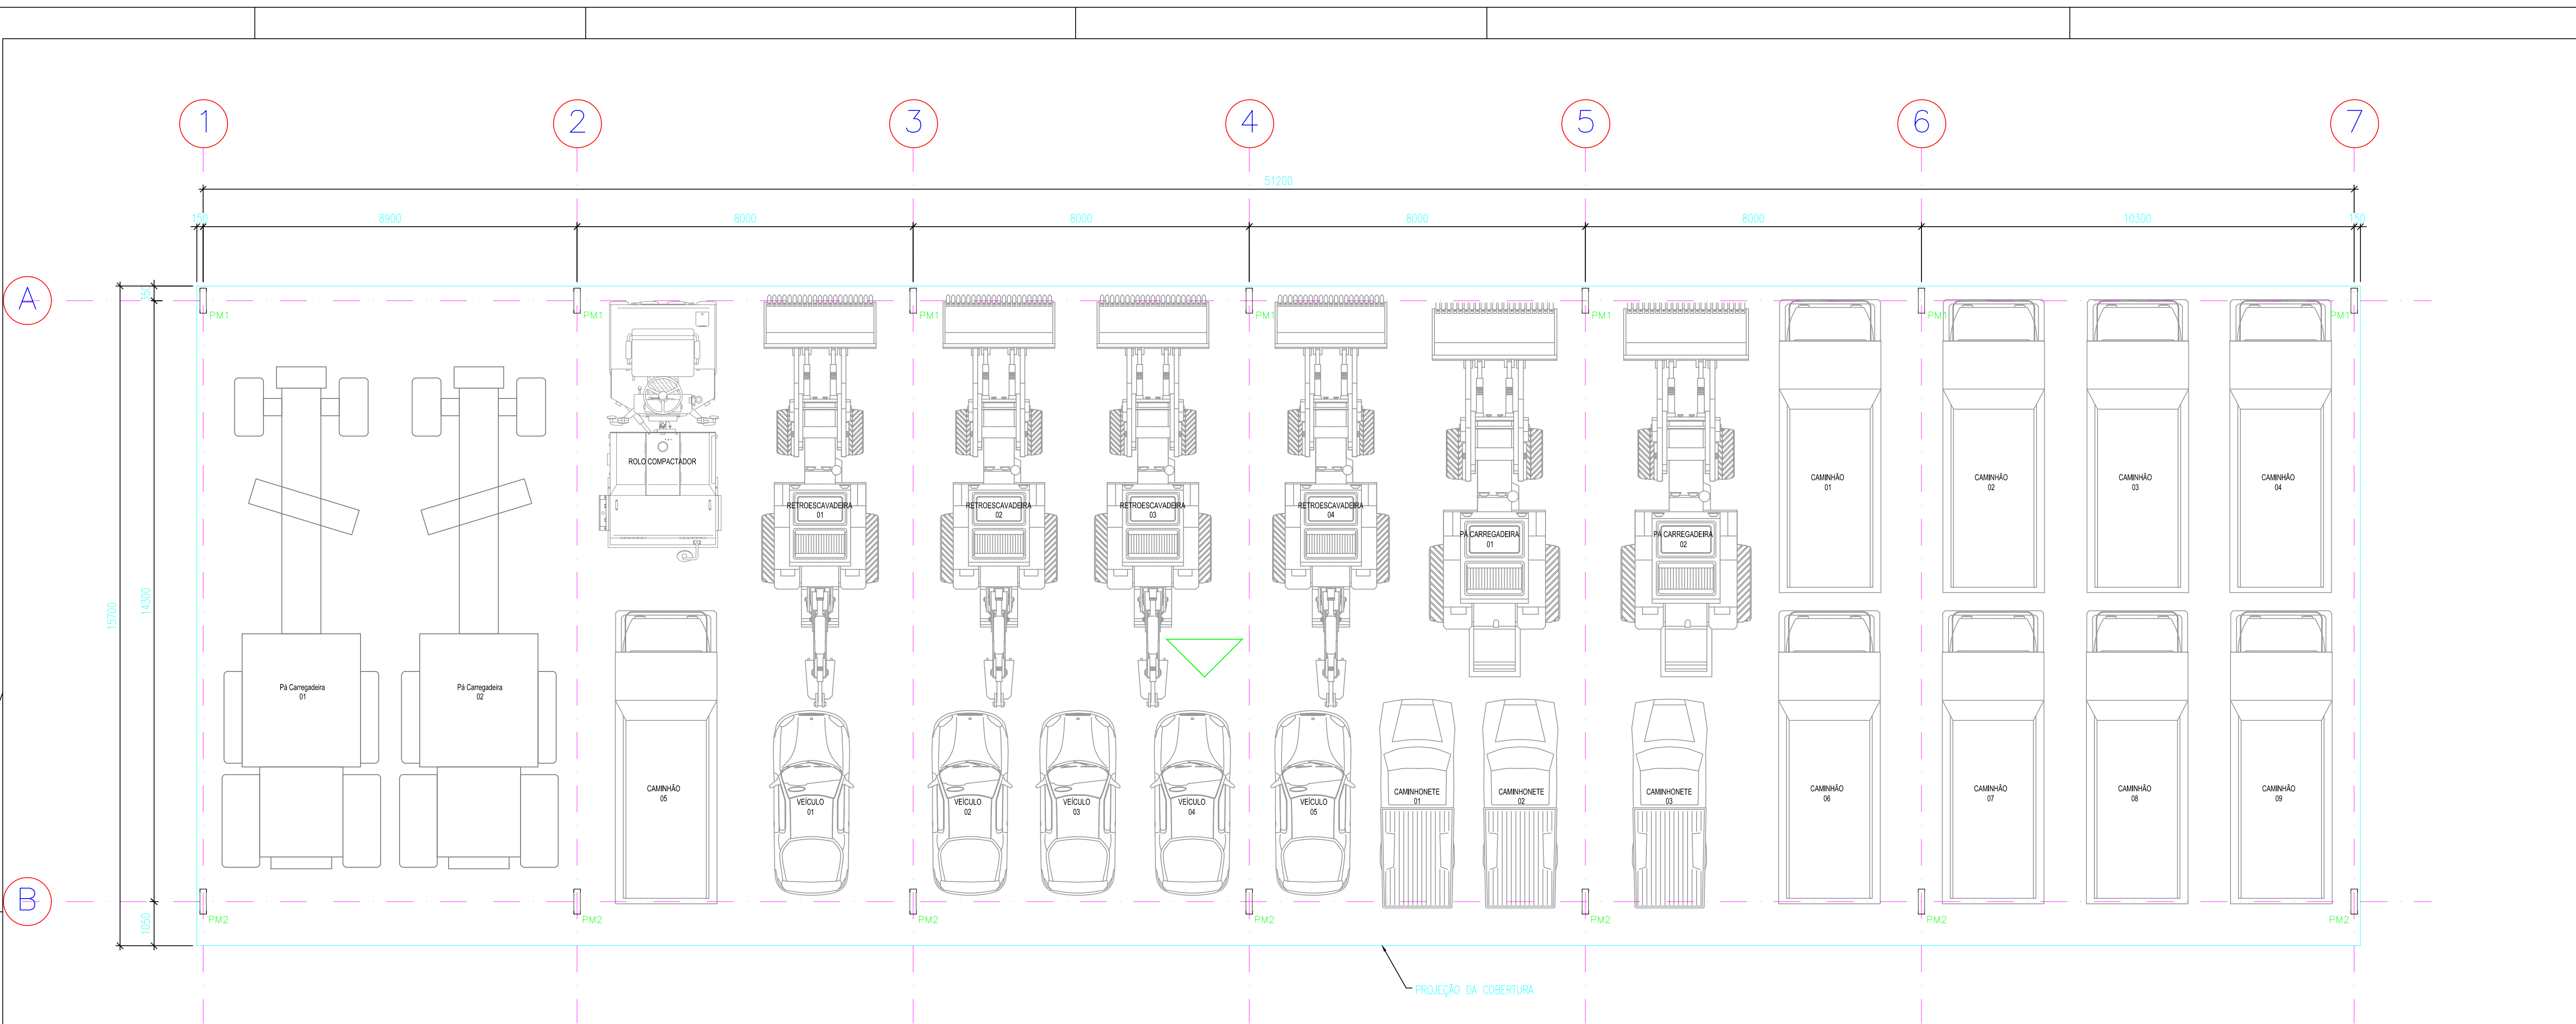 1
2
3
4
5
6
7
51200
150
8900
8000
8000
8000
8000
10300
150
A
350
PM1
PM1
PM1
PM1
PM1
PM1
PM1
ROLO COMPACTADOR
RETROESCAVADEIRA
01
RETROESCAVADEIRA
02
RETROESCAVADEIRA
03
RETROESCAVADEIRA
04
PÁ CARREGADEIRA
01
PÁ CARREGADEIRA
02
CAMINHÃO
01
CAMINHÃO
02
CAMINHÃO
03
CAMINHÃO
04
15700
14300
Pá Carregadeira
01
Pá Carregadeira
02
CAMINHÃO
05
VEÍCULO
01
VEÍCULO
02
VEÍCULO
03
VEÍCULO
04
VEÍCULO
05
CAMINHONETE
01
CAMINHONETE
02
CAMINHONETE
03
CAMINHÃO
06
CAMINHÃO
07
CAMINHÃO
08
CAMINHÃO
09
B
1050
PM2
PM2
PM2
PM2
PM2
PM2
PM2
PROJEÇÃO DA COBERTURA